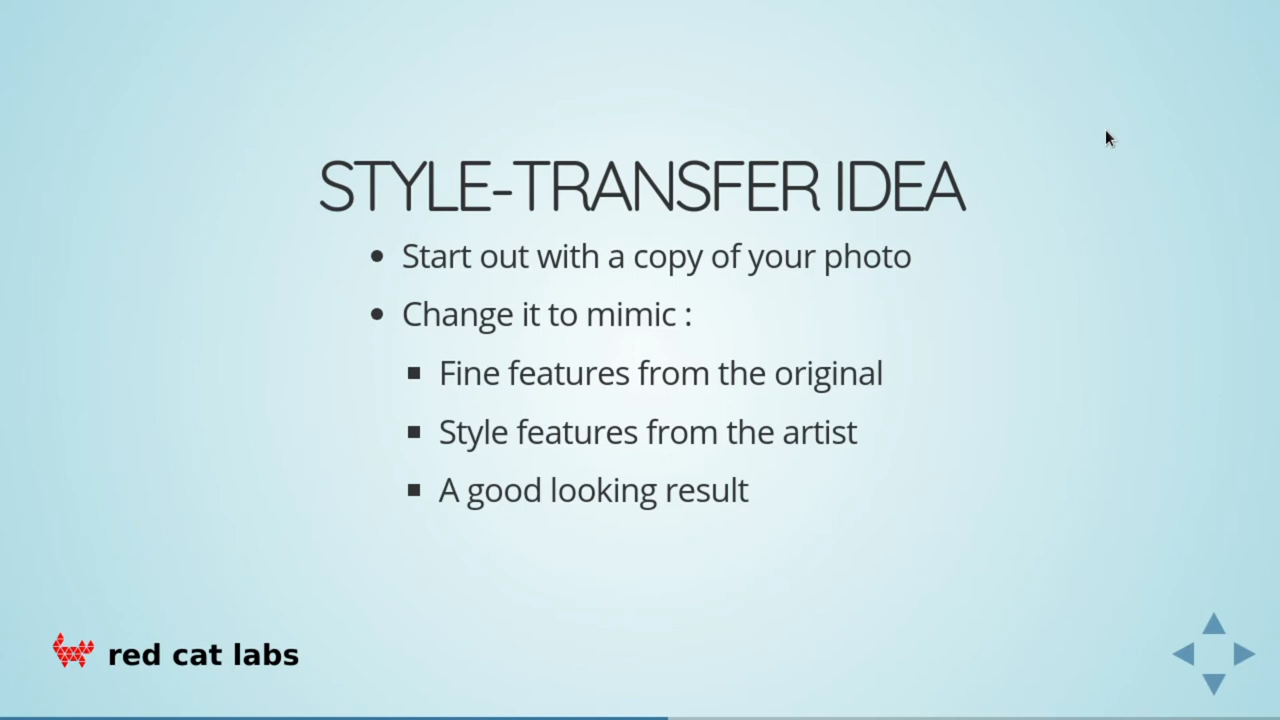 STYLE-TRANSFER IDEA
Start out with a copy of your photo
Change it to mimic :
Fine features from the original
Style features from the artist
A good looking result
red cat labs